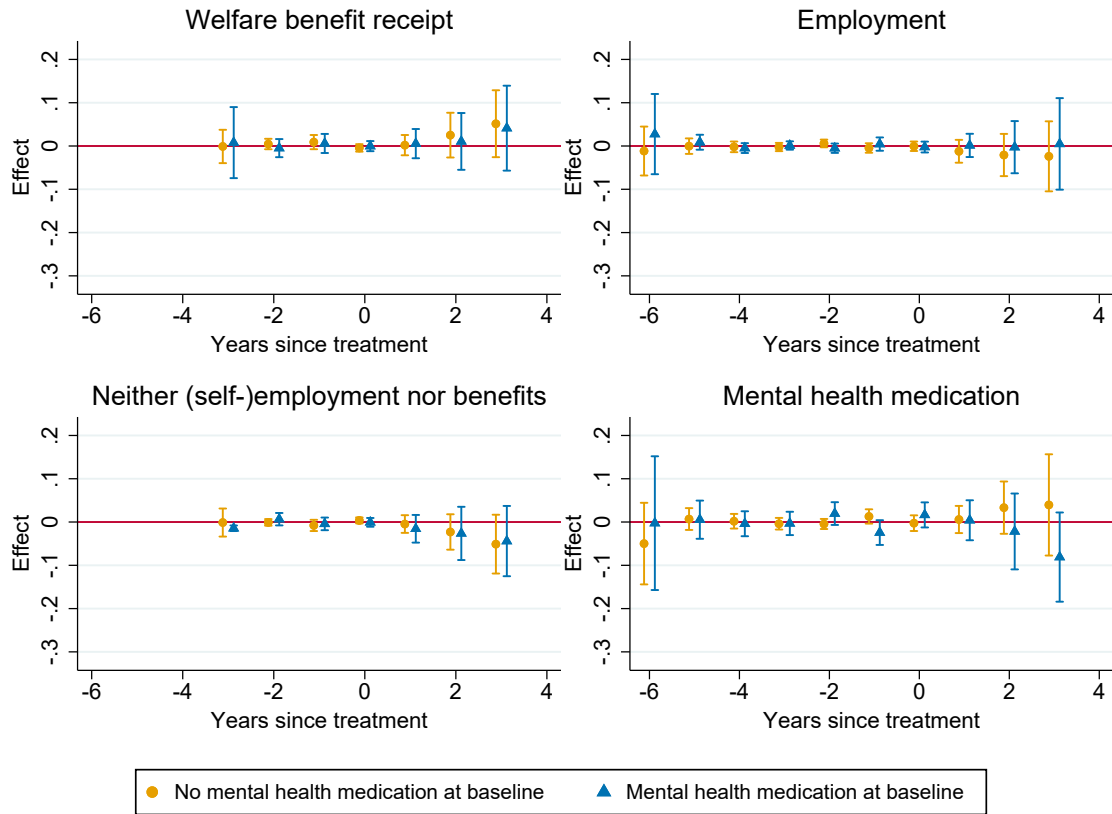 Welfare benefit receipt
Effect
.2
.1
0
-.1
-.2
-.3
-6 -4 -2 0 2 4
Years since treatment
Employment
Effect
.2
.1
0
-.1
-.2
-.3
-6 -4 -2 0 2 4
Years since treatment
Neither (self-)employment nor benefits
Effect
.2
.1
0
-.1
-.2
-.3
-6 -4 -2 0 2 4
Years since treatment
Mental health medication
Effect
.2
.1
0
-.1
-.2
-.3
-6 -4 -2 0 2 4
Years since treatment
No mental health medication at baseline
Mental health medication at baseline